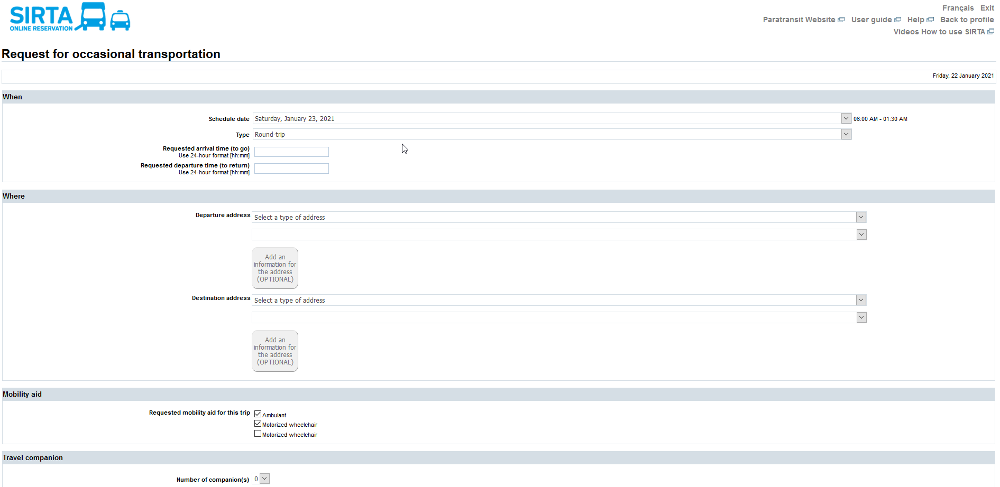 SIRTA
ONLINE RESERVATION
Français Exit
Paratransit Website User guide Help Back to profile
Videos How to use SIRTA
Request for occasional transportation
Friday, 22 January 2021
When
Schedule date Saturday, January 23, 2021 06:00 AM - 01:30 AM
Type Round-trip
Requested arrival time (to go)
Use 24-hour format [hh:mm]
Requested departure time (to return)
Use 24-hour format [hh:mm]
Where
Departure address Select a type of address
Add an
information for
the address
(OPTIONAL)
Destination address Select a type of address
Add an
information for
the address
(OPTIONAL)
Mobility aid
Requested mobility aid for this trip Ambulant
Motorized wheelchair
Motorized wheelchair
Travel companion
Number of companion(s) 0